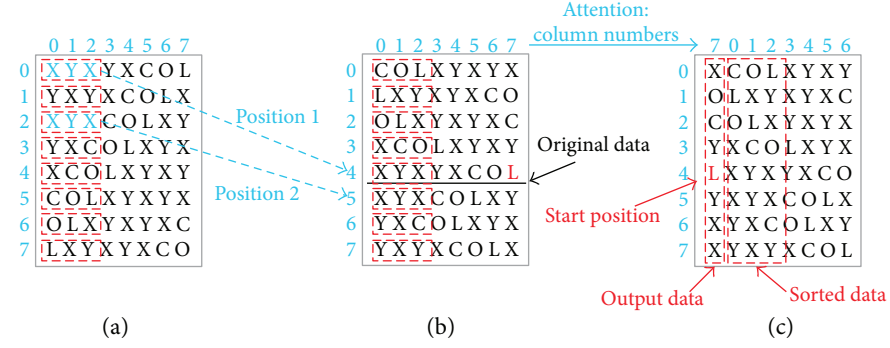 0 1 2 3 4 5 6 7
0 X Y X Y X C O L
1 Y X Y X C O L X
2 X Y X C O L X Y
3 Y X C O L X Y X
4 X C O L X Y X Y
5 C O L X Y X Y X
6 O L X Y X Y X C
7 L X Y X Y X C O
(a)
Position 1
Position 2
0 1 2 3 4 5 6 7
0 C O L X Y X Y X
1 L X Y X Y X C O
2 O L X Y X Y X C
3 X C O L X Y X Y
4 X Y X Y X C O L
5 X Y X C O L X Y
6 Y X C O L X Y X
7 Y X Y X C O L X
(b)
Attention:
column numbers
Original data
Start position
7 0 1 2 3 4 5 6
0 X C O L X Y X Y
1 O L X Y X Y X C
2 C O L X Y X Y X
3 Y X C O L X Y X
4 L X Y X Y X C O
5 Y X Y X C O L X
6 X Y X C O L X Y
7 X Y X Y X C O L
Output data
Sorted data
(c)